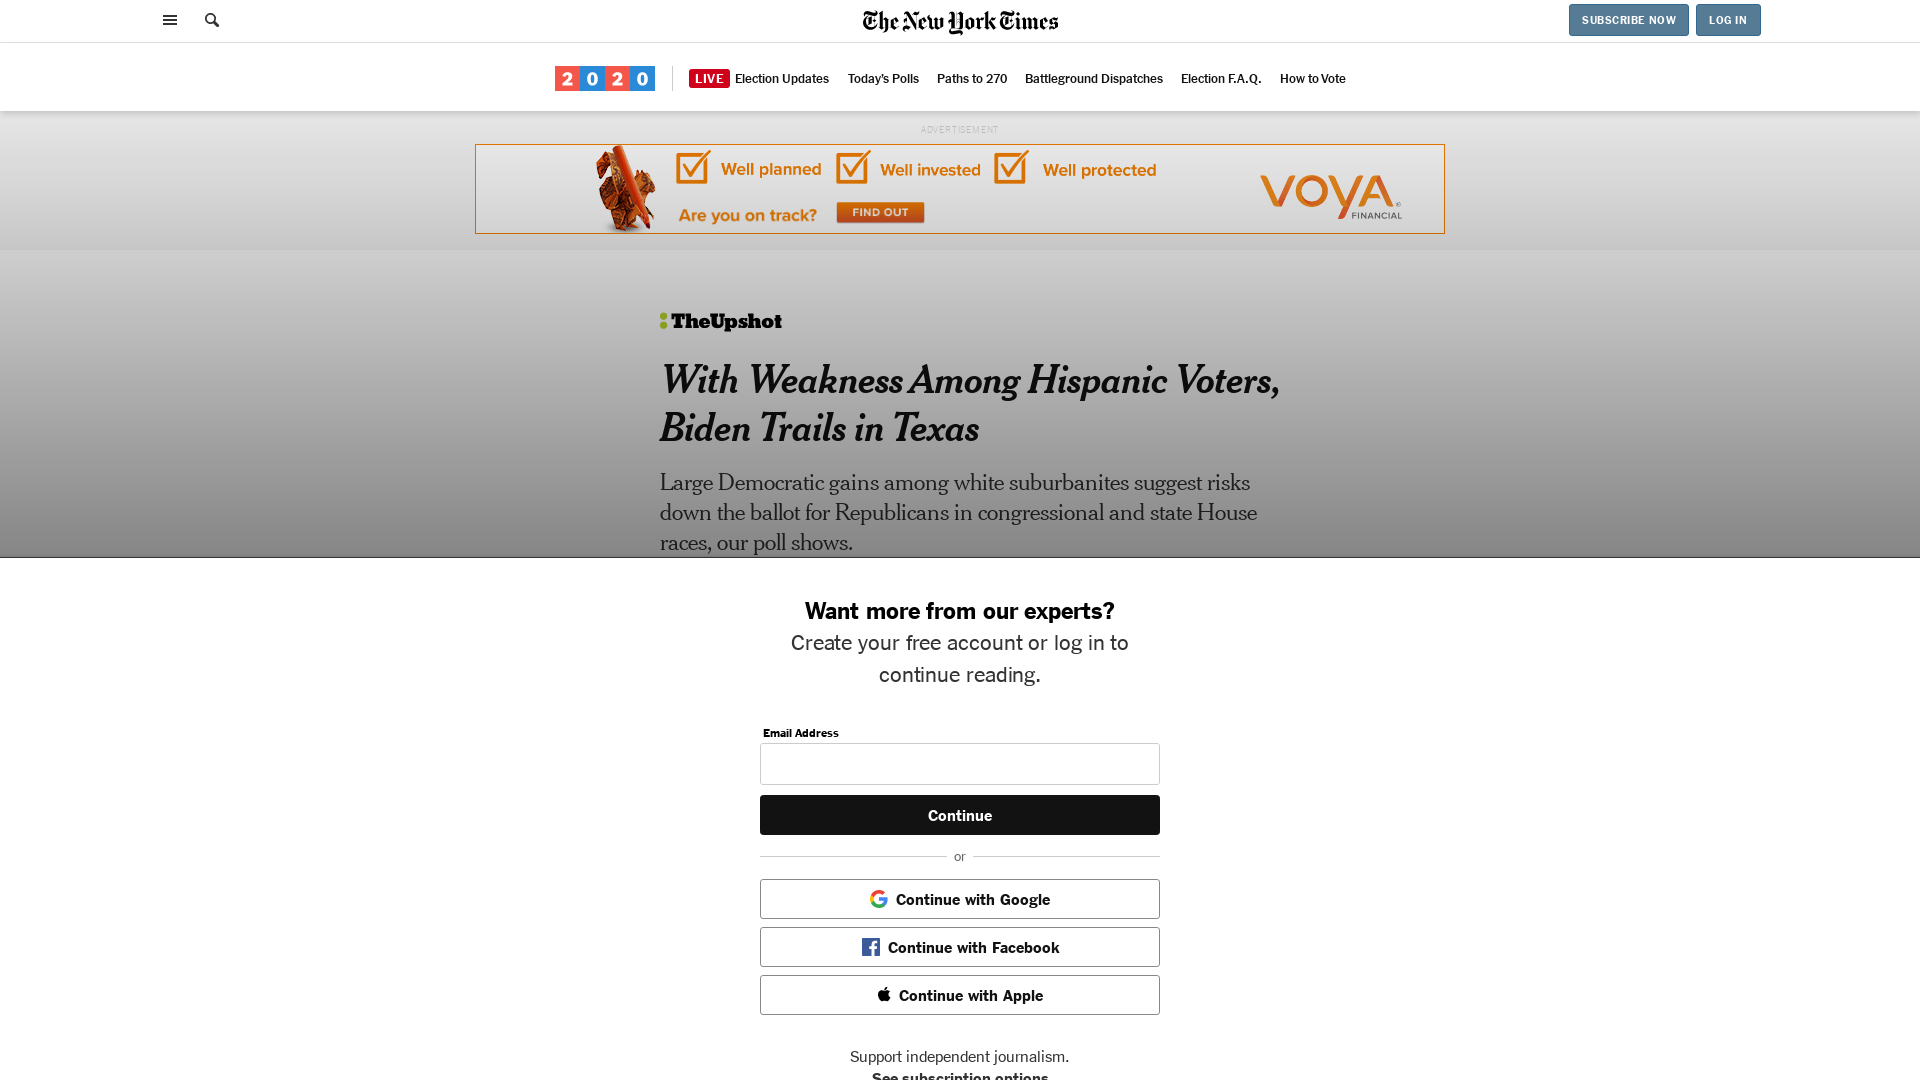 The New York Times
SUBSCRIBE NOW
LOG IN
2020
LIVE Election Updates Today's Polls Paths to 270 Battleground Dispatches Election F.A.Q. How to Vote
ADVERTISEMENT
Well planned Well invested Well protected
Are you on track? FIND OUT
VOYA®
FINANCIAL
TheUpshot
With Weakness Among Hispanic Voters,
Biden Trails in Texas
Large Democratic gains among white suburbanites suggest risks
down the ballot for Republicans in congressional and state House
races, our poll shows.
Want more from our experts?
Create your free account or log in to
continue reading.
Email Address
Continue
or
Continue with Google
Continue with Facebook
Continue with Apple
Support independent journalism.
See subscription options